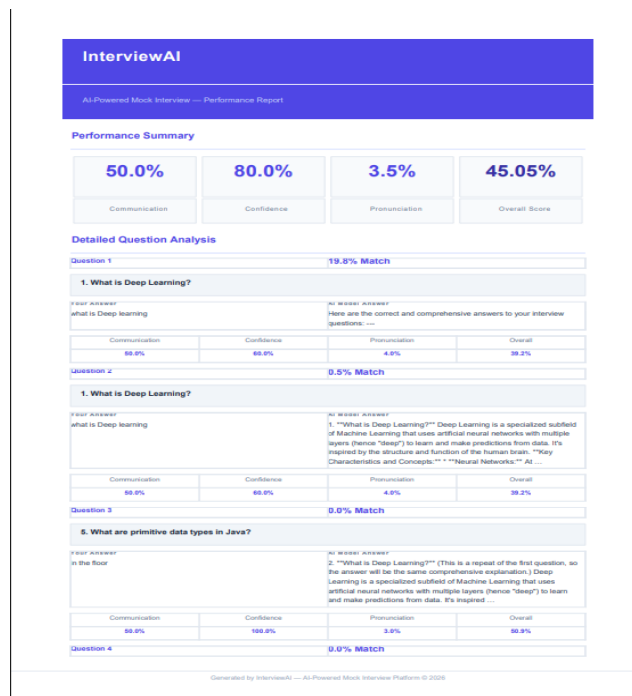 InterviewAI
AI-Powered Mock Interview — Performance Report
Performance Summary
50.0% 80.0% 3.5% 45.05%
Communication Confidence Pronunciation Overall Score
Detailed Question Analysis
Question 1 19.8% Match
1. What is Deep Learning?
Your Answer AI Model Answer
what is Deep learning Here are the correct and comprehensive answers to your interview
questions: ---
Communication Confidence Pronunciation Overall
50.0% 60.0% 4.0% 39.2%
Question 2 0.5% Match
1. What is Deep Learning?
Your Answer AI Model Answer
what is Deep learning 1. **What is Deep Learning?** Deep Learning is a specialized subfield
of Machine Learning that uses artificial neural networks with multiple
layers (hence "deep") to learn and make predictions from data. It's
inspired by the structure and function of the human brain. **Key
Characteristics and Concepts:** * **Neural Networks:** At ...
Communication Confidence Pronunciation Overall
50.0% 60.0% 4.0% 39.2%
Question 3 0.0% Match
5. What are primitive data types in Java?
Your Answer AI Model Answer
in the floor 2. **What is Deep Learning?** (This is a repeat of the first question, so
the answer will be the same comprehensive explanation.) Deep
Learning is a specialized subfield of Machine Learning that uses
artificial neural networks with multiple layers (hence "deep") to learn
and make predictions from data. It's inspired ...
Communication Confidence Pronunciation Overall
50.0% 100.0% 3.0% 50.9%
Question 4 0.0% Match
Generated by InterviewAI — AI-Powered Mock Interview Platform © 2026